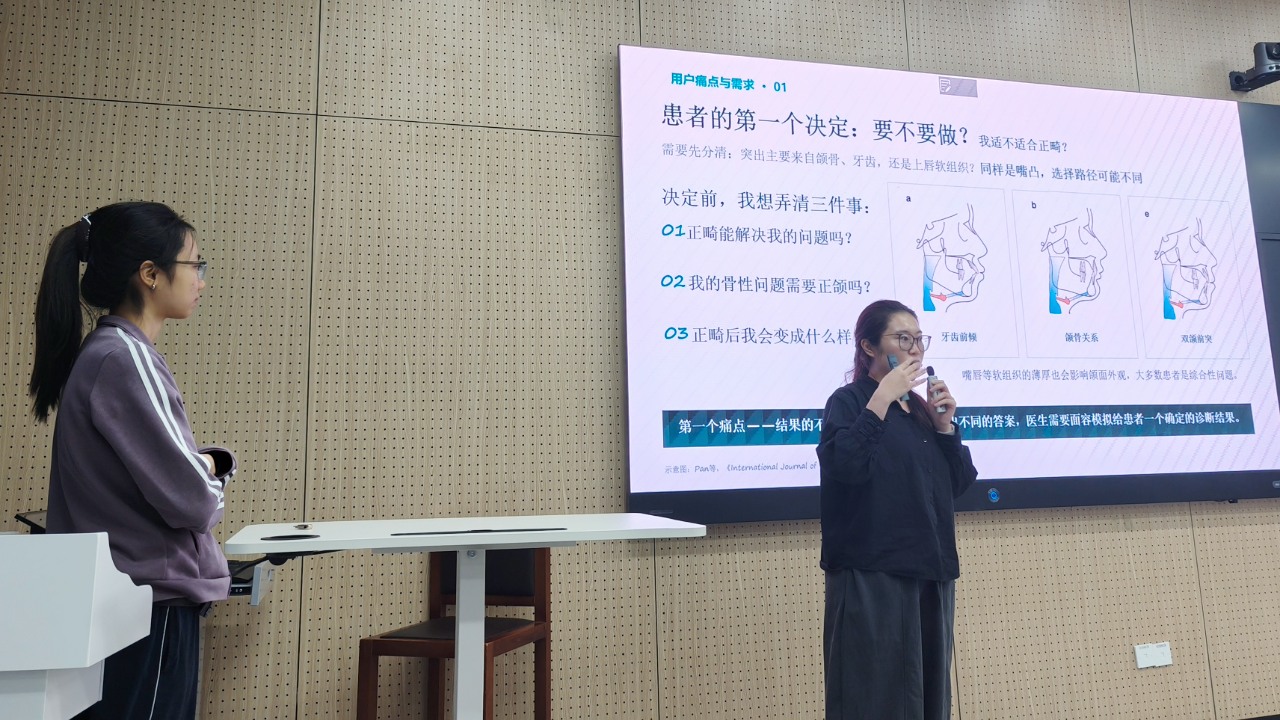 用户痛点与需求 · 01
患者的第一个决定：要不要做？我适不适合正畸？
需要先分清：突出主要来自颌骨、牙齿，还是上唇软组织？同样是嘴凸，选择路径可能不同
决定前，我想弄清三件事：
01 正畸能解决我的问题吗？
02 我的骨性问题需要正颌吗？
03 正畸后我会变成什么样
a
b
e
牙齿前倾
颌骨关系
双颌前突
嘴唇等软组织的薄厚也会影响颌面外观，大多数患者是综合性问题。
第一个痛点——结果的不
不同的答案，医生需要面容模拟给患者一个确定的诊断结果。
示意图：Pan等，《International Journal of